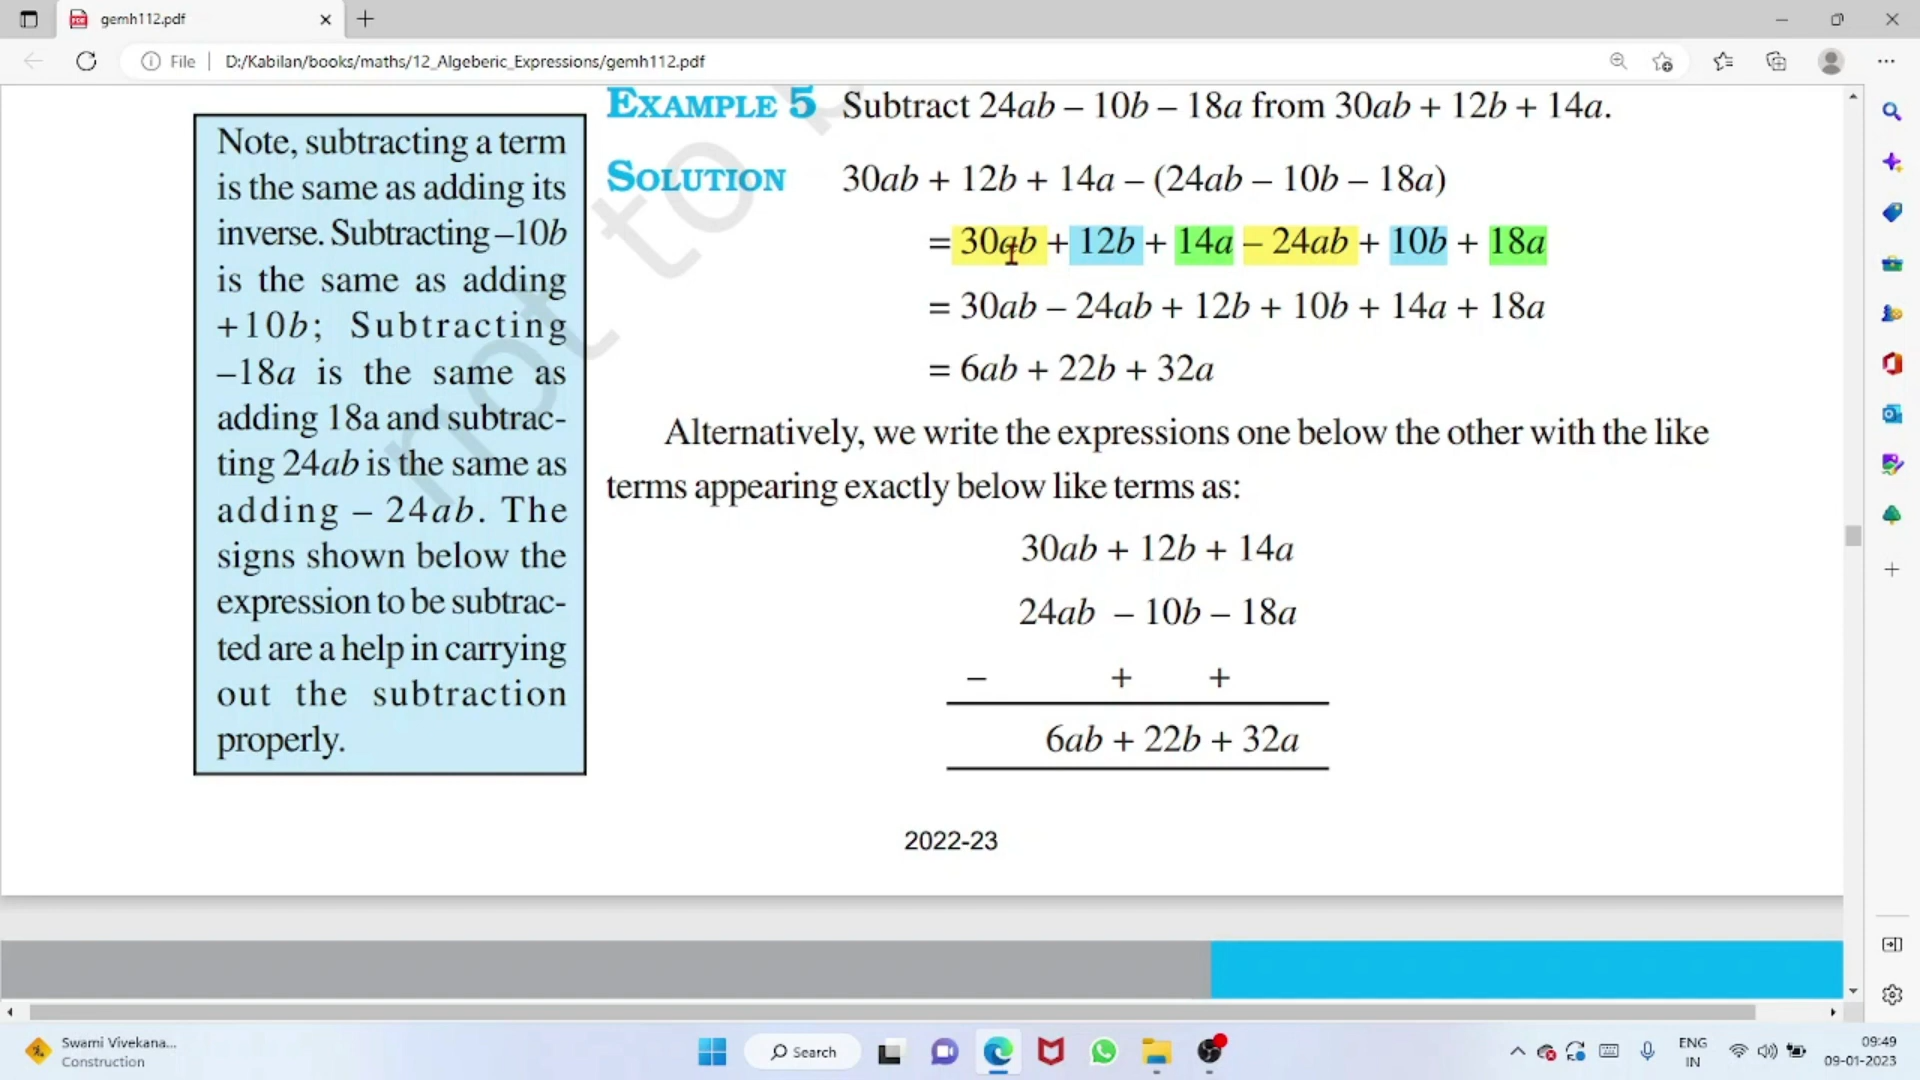 gemh112.pdf
File
D:/Kabilan/books/maths/12_Algeberic_Expressions/gemh112.pdf
Note, subtracting a term
is the same as adding its
inverse. Subtracting –10b
is the same as adding
+10b; Subtracting
–18a is the same as
adding 18a and subtrac-
ting 24ab is the same as
adding – 24ab. The
signs shown below the
expression to be subtrac-
ted are a help in carrying
out the subtraction
properly.
EXAMPLE 5 Subtract 24ab – 10b – 18a from 30ab + 12b + 14a.
SOLUTION 30ab + 12b + 14a – (24ab – 10b – 18a)
= 30ab + 12b + 14a – 24ab + 10b + 18a
= 30ab – 24ab + 12b + 10b + 14a + 18a
= 6ab + 22b + 32a
Alternatively, we write the expressions one below the other with the like
terms appearing exactly below like terms as:
30ab + 12b + 14a
24ab – 10b – 18a
– + +
6ab + 22b + 32a
not to
2022-23
Swami Vivekana...
Construction
Search
ENG
IN
09:49
09-01-2023